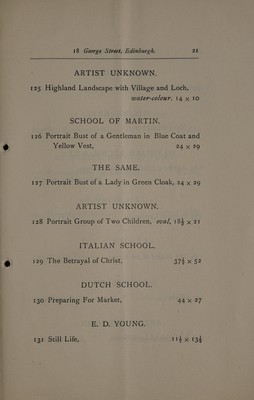 18 George Street, Edinburgh. 21
ARTIST UNKNOWN.
125 Highland Landscape with Village and Loch,
water-colour, 14 × 10
SCHOOL OF MARTIN.
126 Portrait Bust of a Gentleman in Blue Coat and
Yellow Vest, 24 × 29
THE SAME.
127 Portrait Bust of a Lady in Green Cloak, 24 × 29
ARTIST UNKNOWN.
128 Portrait Group of Two Children, oval, 18½ × 21
ITALIAN SCHOOL.
129 The Betrayal of Christ, 37½ × 52
DUTCH SCHOOL.
130 Preparing For Market, 44 × 27
E. D. YOUNG.
131 Still Life, 11½ × 13½